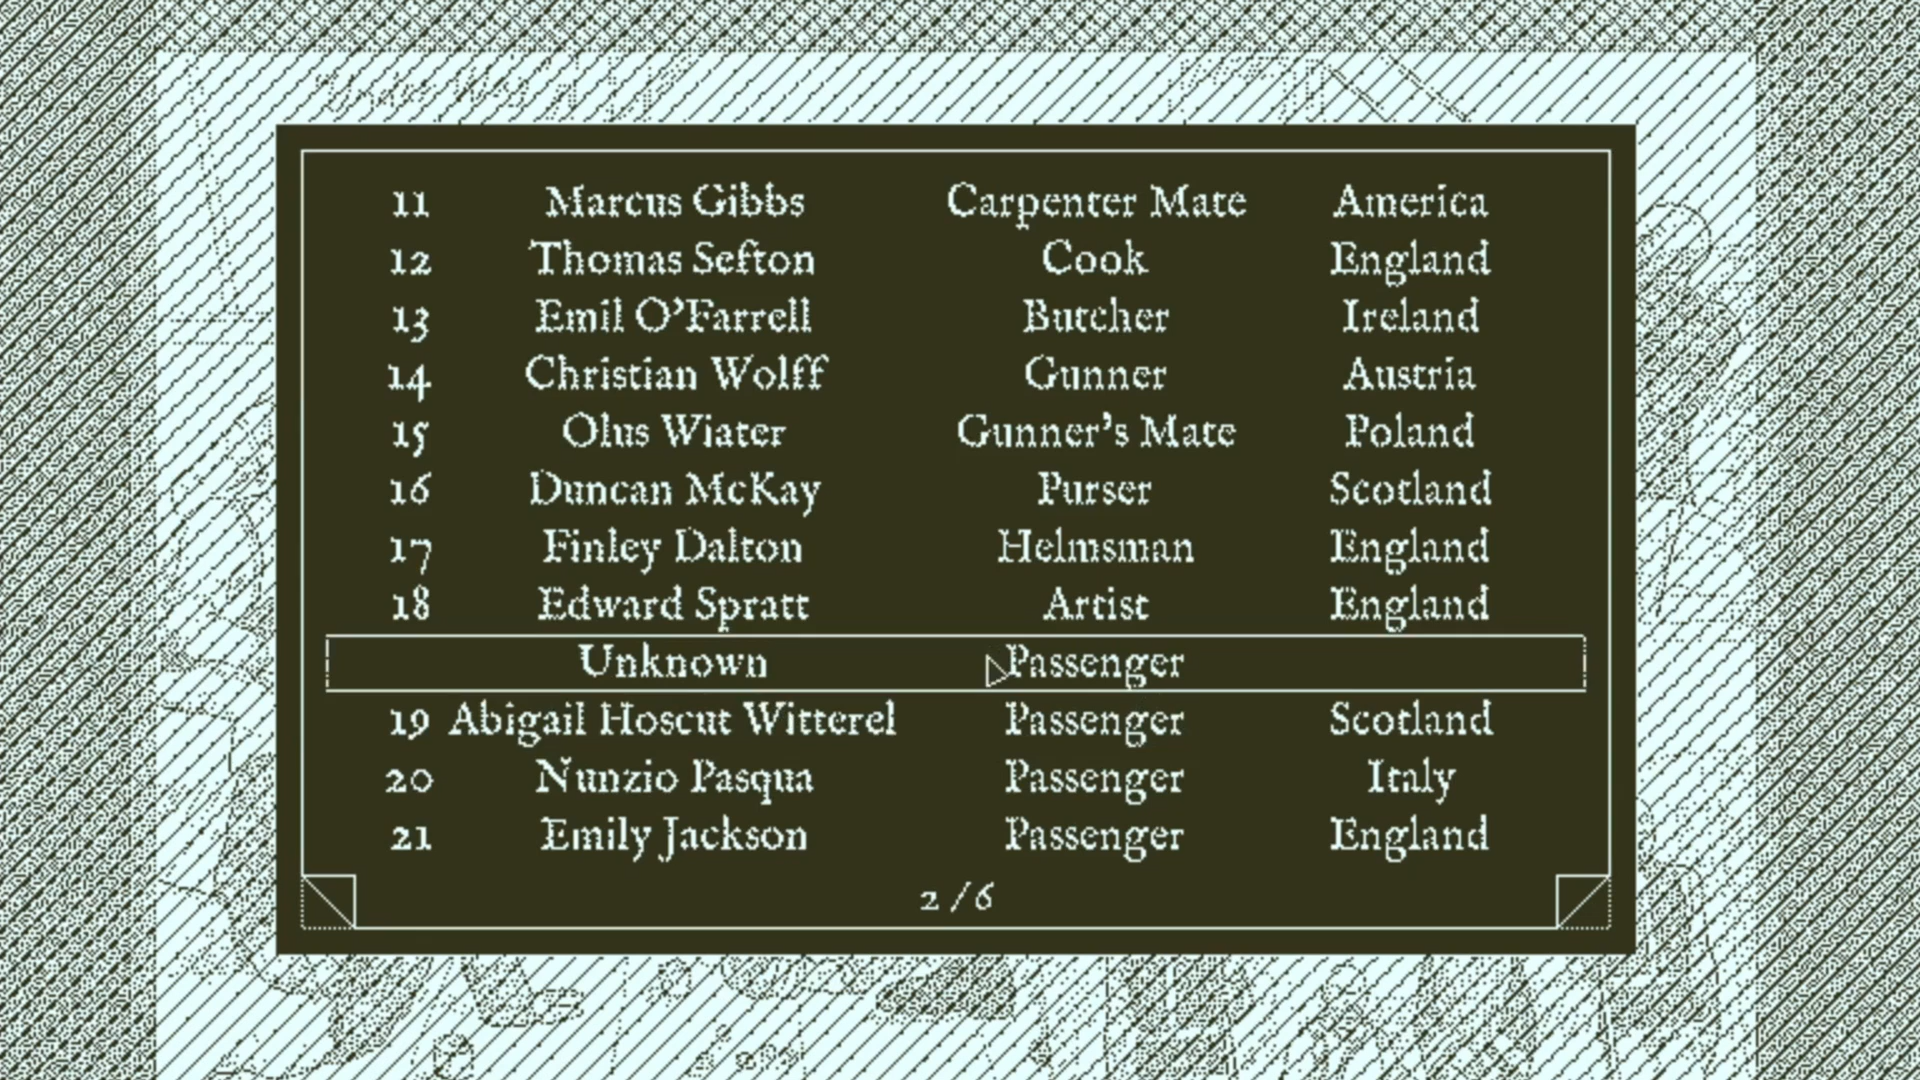 11 Marcus Gibbs Carpenter Mate America
12 Thomas Sefton Cook England
13 Emil O'Farrell Butcher Ireland
14 Christian Wolff Gunner Austria
15 Olus Wiater Gunner's Mate Poland
16 Duncan McKay Purser Scotland
17 Finley Dalton Helmsman England
18 Edward Spratt Artist England
Unknown Passenger
19 Abigail Hoscut Witterel Passenger Scotland
20 Nunzio Pasqua Passenger Italy
21 Emily Jackson Passenger England
2 / 6